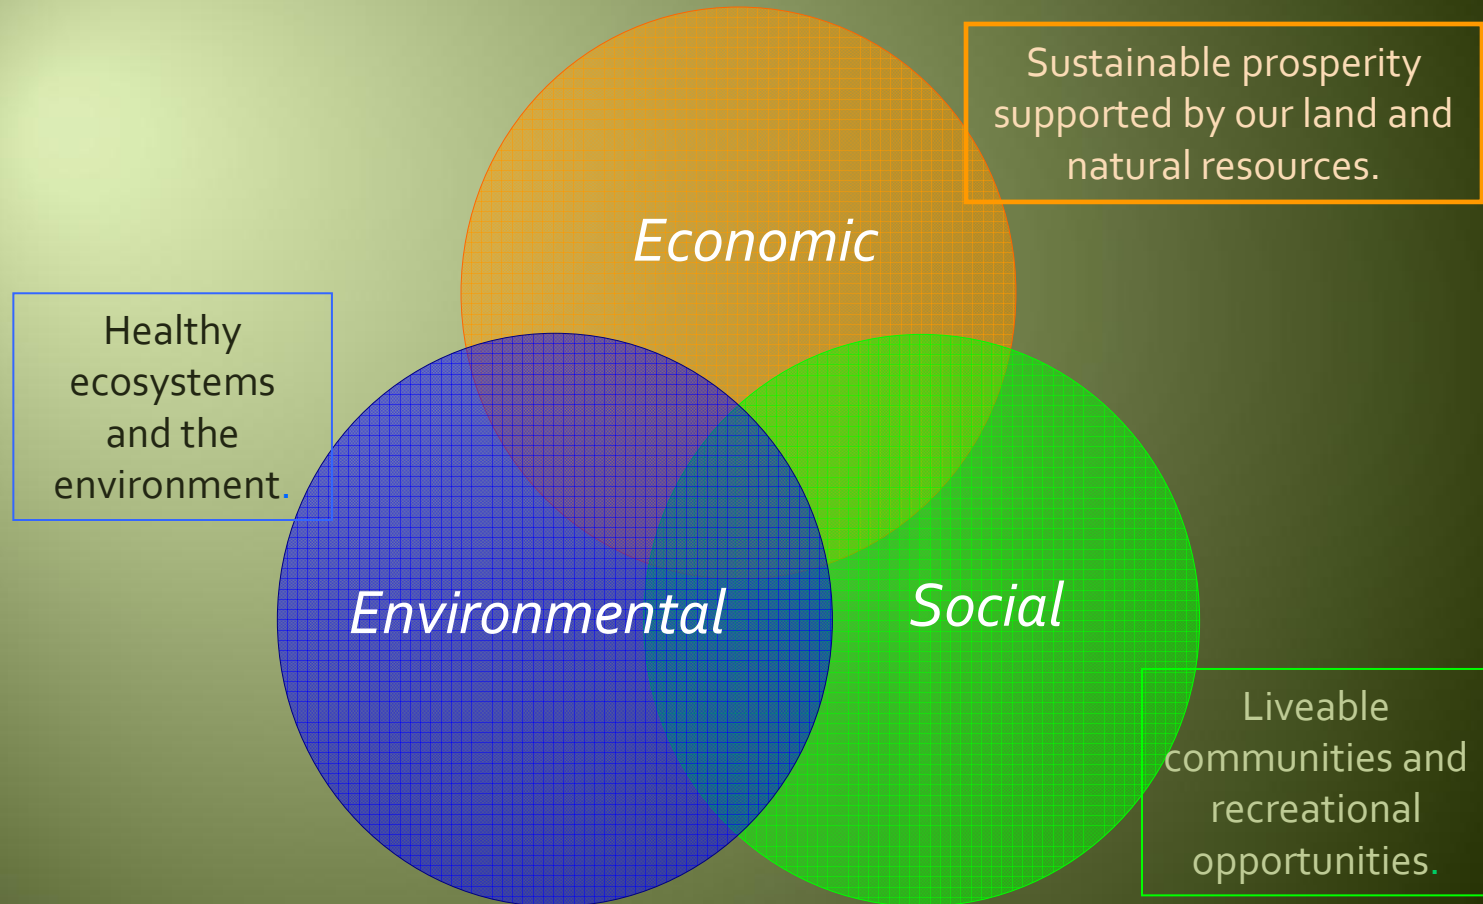 Sustainable prosperity
supported by our land and
natural resources.
Economic
Healthy
ecosystems
and the
environment.
Environmental
Social
Liveable
communities and
recreational
opportunities.